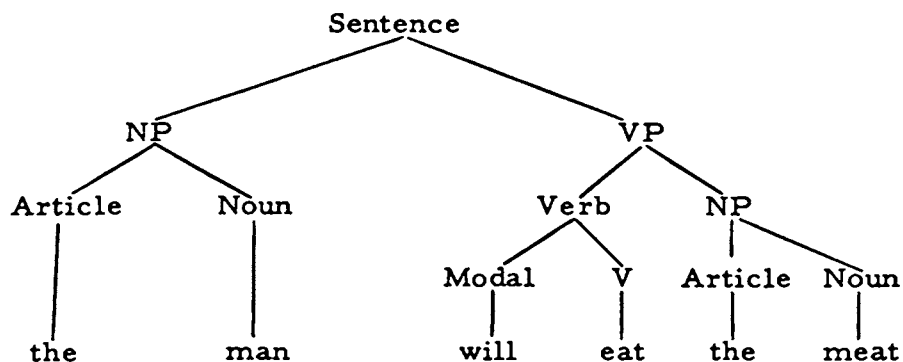 Sentence
NP VP
Article Noun Verb NP
Modal V Article Noun
the man will eat the meat